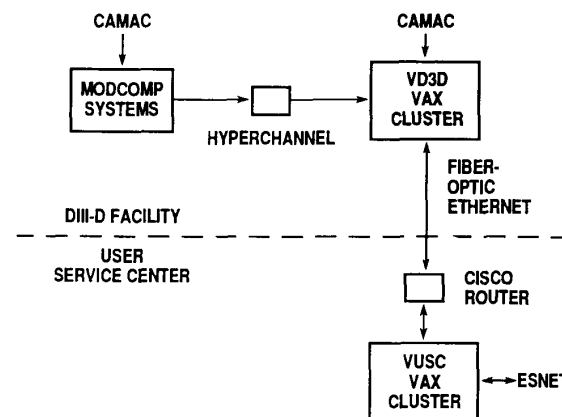 CAMAC
CAMAC
MODCOMP
SYSTEMS
HYPERCHANNEL
VD3D
VAX
CLUSTER
FIBER-
OPTIC
ETHERNET
DIII-D FACILITY
USER
SERVICE CENTER
CISCO
ROUTER
VUSC
VAX
CLUSTER
ESNET